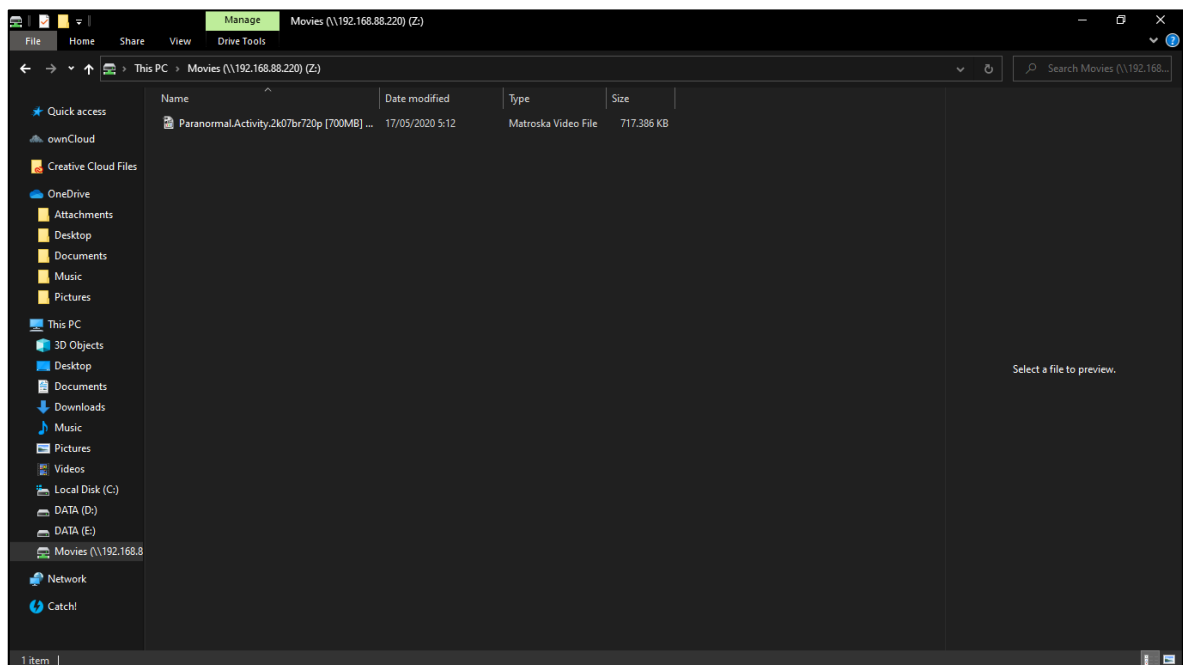 Manage Movies (\\192.168.88.220) (Z:)
File Home Share View Drive Tools
This PC Movies (\\192.168.88.220) (Z:)
Search Movies (\\192.168...
Name Date modified Type Size
Paranormal.Activity.2k07br720p [700MB] ... 17/05/2020 5:12 Matroska Video File 717.386 KB
Quick access
ownCloud
Creative Cloud Files
OneDrive
Attachments
Desktop
Documents
Music
Pictures
This PC
3D Objects
Desktop
Documents
Downloads
Music
Pictures
Videos
Local Disk (C:)
DATA (D:)
DATA (E:)
Movies (\\192.168.8
Network
Catch!
Select a file to preview.
1 item